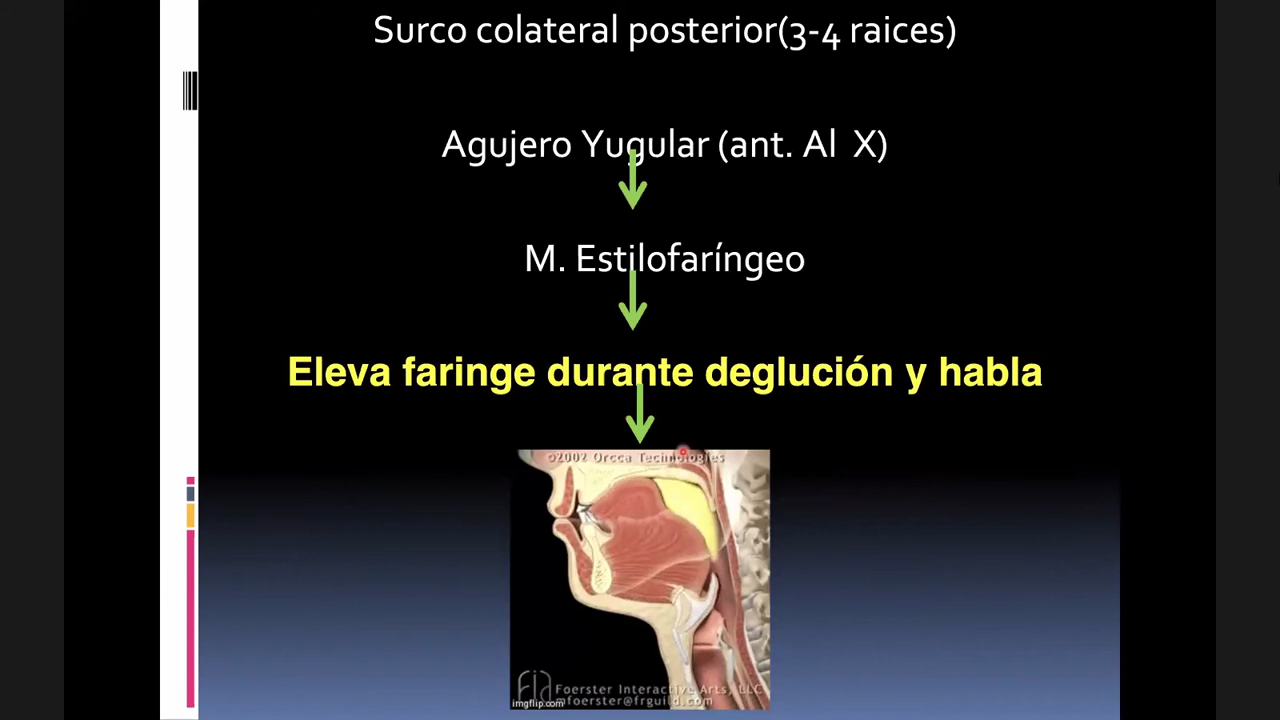 Surco colateral posterior(3-4 raices)
Agujero Yugular (ant. Al X)
M. Estilofaríngeo
Eleva faringe durante deglución y habla
©2002 Orcca Technologies
Foerster Interactive Arts, LLC
mfoerster@frguild.com
imgflip.com